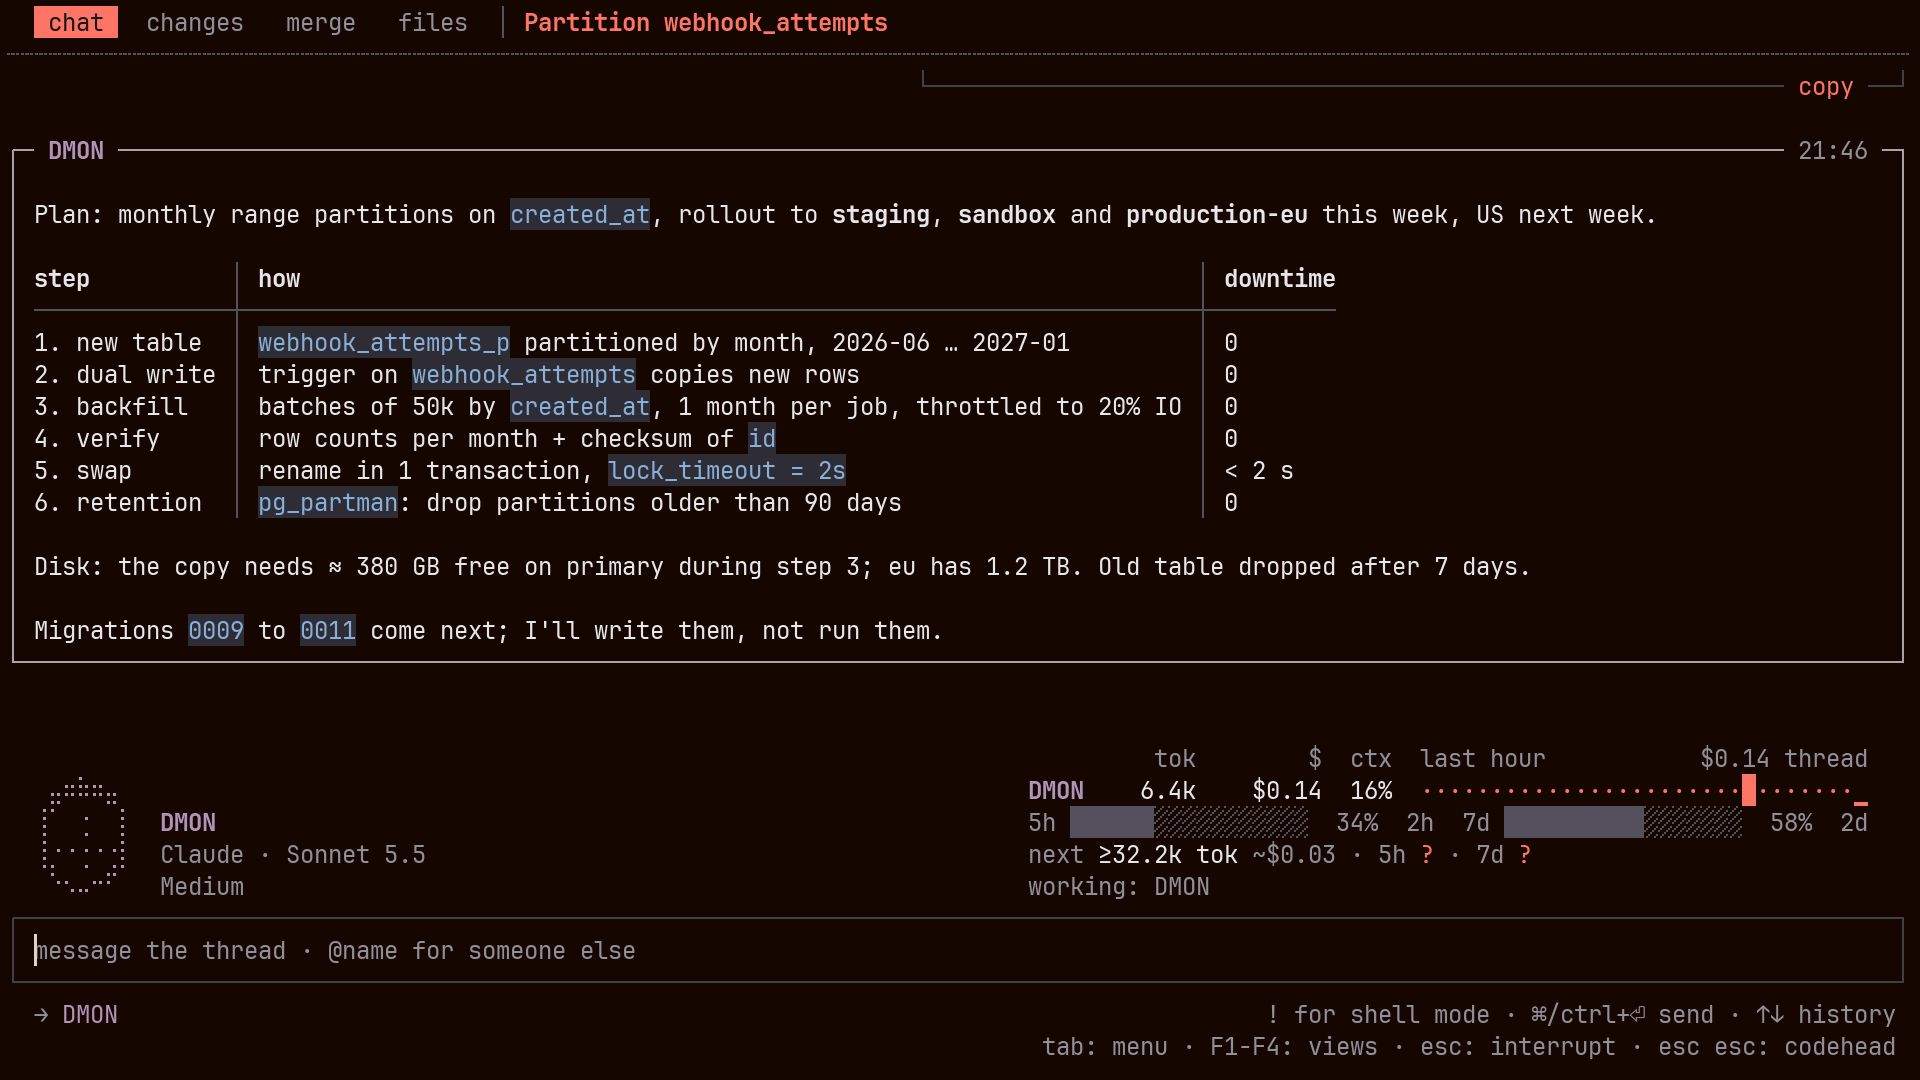 chat changes merge files Partition webhook_attempts
copy
DMON 21:46
Plan: monthly range partitions on created_at, rollout to staging, sandbox and production-eu this week, US next week.
step how downtime
1. new table webhook_attempts_p partitioned by month, 2026-06 … 2027-01 0
2. dual write trigger on webhook_attempts copies new rows 0
3. backfill batches of 50k by created_at, 1 month per job, throttled to 20% IO 0
4. verify row counts per month + checksum of id 0
5. swap rename in 1 transaction, lock_timeout = 2s < 2 s
6. retention pg_partman: drop partitions older than 90 days 0
Disk: the copy needs ≈ 380 GB free on primary during step 3; eu has 1.2 TB. Old table dropped after 7 days.
Migrations 0009 to 0011 come next; I'll write them, not run them.
tok $ ctx last hour $0.14 thread
DMON 6.4k $0.14 16%
DMON 5h 34% 2h 7d 58% 2d
Claude · Sonnet 5.5 next ≥32.2k tok ~$0.03 · 5h ? · 7d ?
Medium working: DMON
message the thread · @name for someone else
→ DMON ! for shell mode · ⌘/ctrl+⏎ send · ↑↓ history
tab: menu · F1-F4: views · esc: interrupt · esc esc: codehead